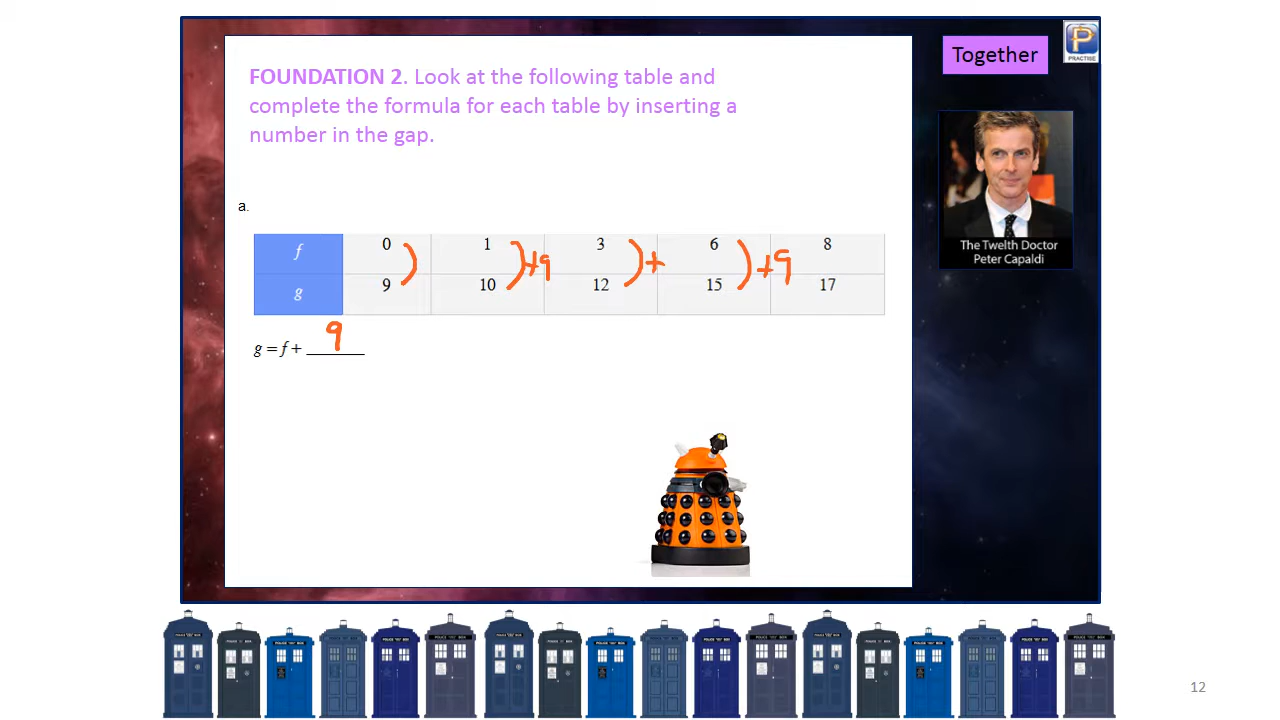 Together
PRACTISE
FOUNDATION 2. Look at the following table and
complete the formula for each table by inserting a
number in the gap.
a.
f 0 1 3 6 8
) )+9 )+ )+9
g 9 10 12 15 17
g = f + 9
The Twelth Doctor
Peter Capaldi
12